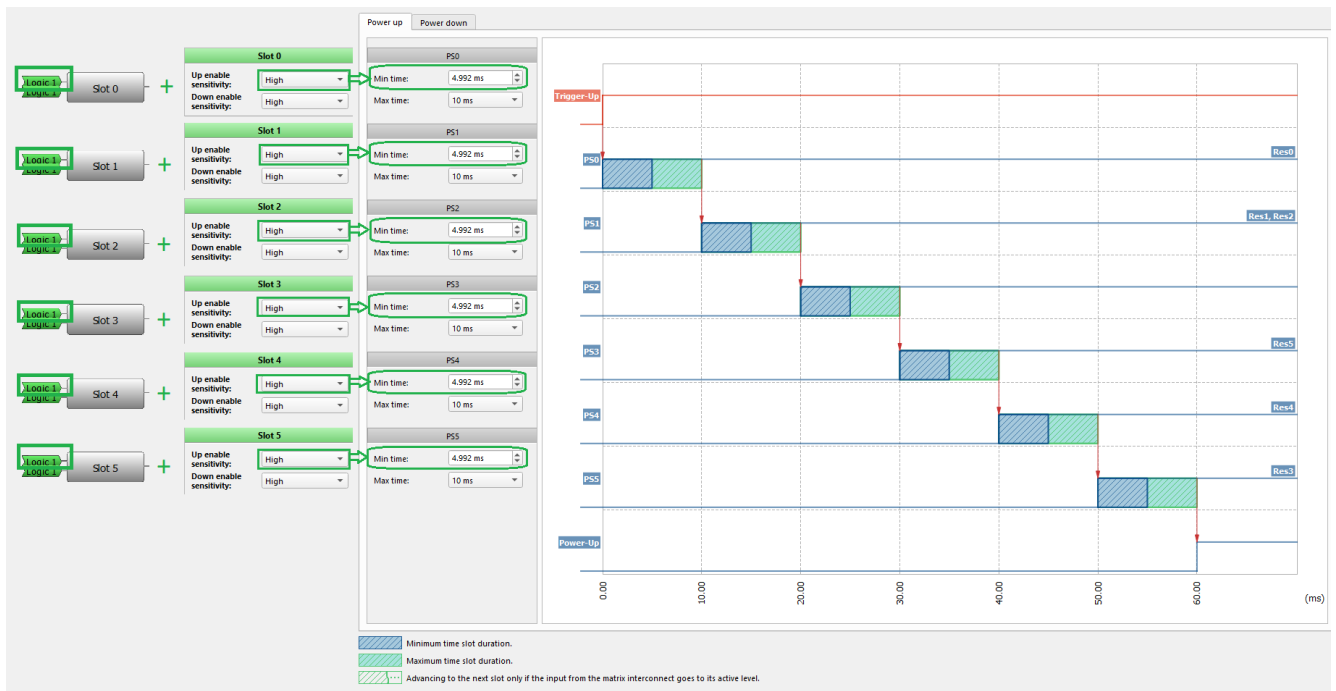 Power up
Power down
Logic 1
Logic 1
Slot 0
+
Slot 0
Up enable
sensitivity:
High
Down enable
sensitivity:
High
PS0
Min time:
4.992 ms
Max time:
10 ms
Logic 1
Logic 1
Slot 1
+
Slot 1
Up enable
sensitivity:
High
Down enable
sensitivity:
High
PS1
Min time:
4.992 ms
Max time:
10 ms
Logic 1
Logic 1
Slot 2
+
Slot 2
Up enable
sensitivity:
High
Down enable
sensitivity:
High
PS2
Min time:
4.992 ms
Max time:
10 ms
Logic 1
Logic 1
Slot 3
+
Slot 3
Up enable
sensitivity:
High
Down enable
sensitivity:
High
PS3
Min time:
4.992 ms
Max time:
10 ms
Logic 1
Logic 1
Slot 4
+
Slot 4
Up enable
sensitivity:
High
Down enable
sensitivity:
High
PS4
Min time:
4.992 ms
Max time:
10 ms
Logic 1
Logic 1
Slot 5
+
Slot 5
Up enable
sensitivity:
High
Down enable
sensitivity:
High
PS5
Min time:
4.992 ms
Max time:
10 ms
Trigger-Up
PS0
Res0
PS1
Res1, Res2
PS2
PS3
Res5
PS4
Res4
PS5
Res3
Power-Up
0.00
10.00
20.00
30.00
40.00
50.00
60.00
(ms)
Minimum time slot duration.
Maximum time slot duration.
Advancing to the next slot only if the input from the matrix interconnect goes to its active level.